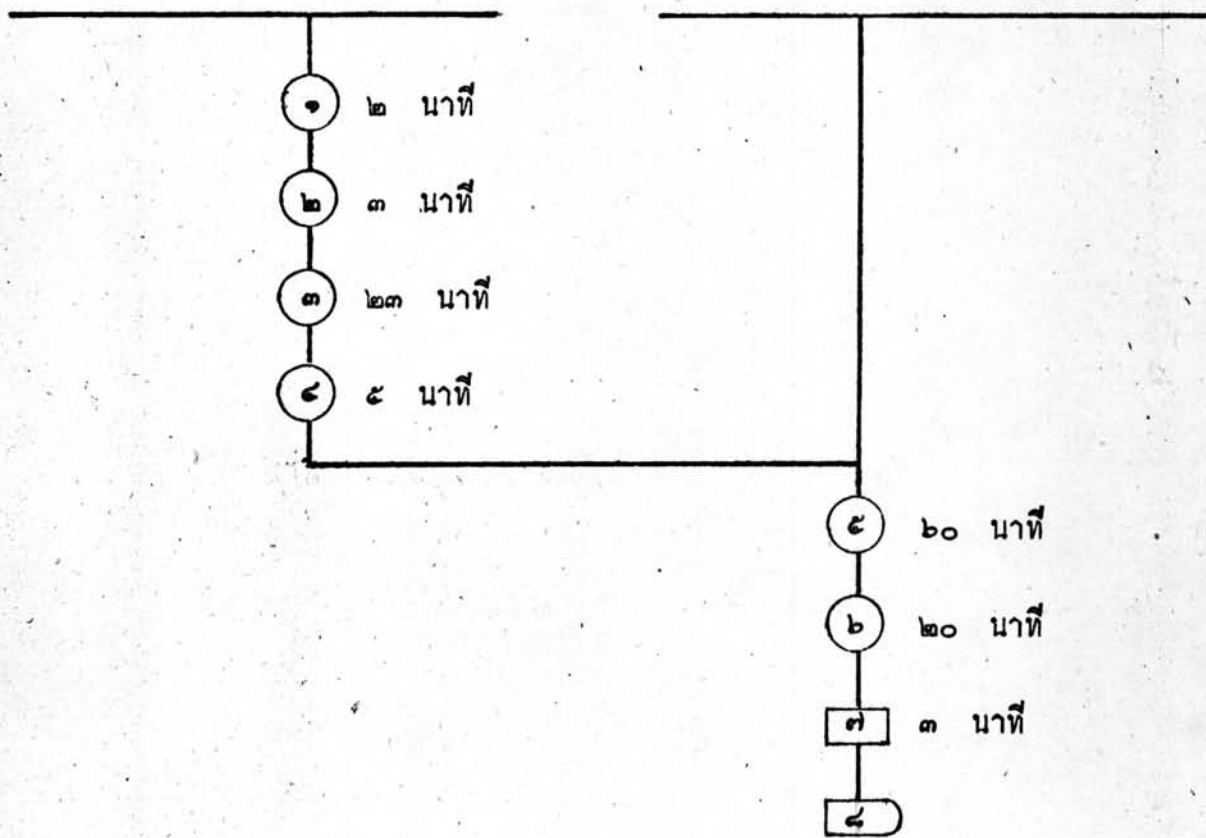 ๑ ๒ นาที
๒ ๓ นาที
๓ ๒๓ นาที
๔ ๕ นาที
๕ ๖๐ นาที
๖ ๒๐ นาที
๗ ๓ นาที
๘